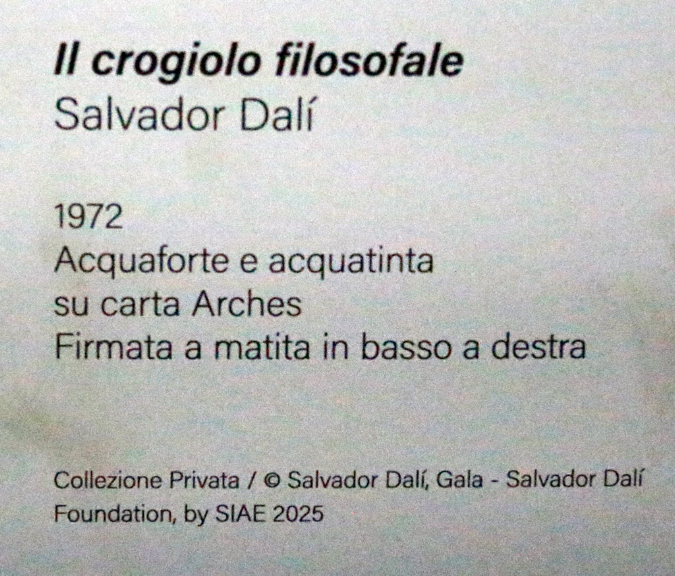 Il crogiolo filosofale
Salvador Dalí
1972
Acquaforte e acquatinta
su carta Arches
Firmata a matita in basso a destra
Collezione Privata / © Salvador Dalí, Gala - Salvador Dalí
Foundation, by SIAE 2025